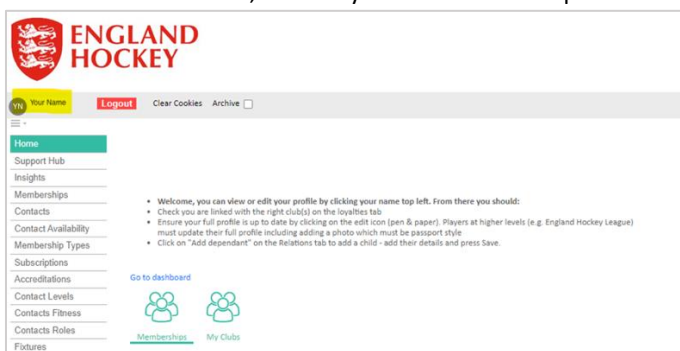 ENGLAND
HOCKEY
YN Your Name Logout Clear Cookies Archive
Home
Support Hub
Insights
Memberships
Contacts
Contact Availability
Membership Types
Subscriptions
Accreditations
Contact Levels
Contacts Fitness
Contacts Roles
Fixtures
Welcome, you can view or edit your profile by clicking your name top left. From there you should:
Check you are linked with the right club(s) on the loyalties tab
Ensure your full profile is up to date by clicking on the edit icon (pen & paper). Players at higher levels (e.g. England Hockey League)
must update their full profile including adding a photo which must be passport style
Click on "Add dependant" on the Relations tab to add a child - add their details and press Save.
Go to dashboard
Memberships My Clubs